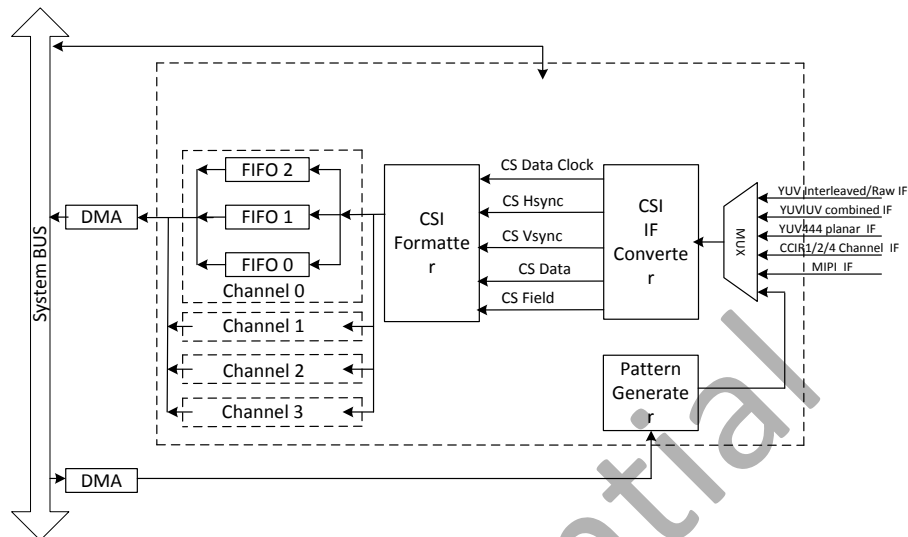 System BUS
DMA
FIFO 2
FIFO 1
FIFO 0
Channel 0
Channel 1
Channel 2
Channel 3
CSI
Formatte
r
CS Data Clock
CS Hsync
CS Vsync
CS Data
CS Field
CSI
IF
Converte
r
MUX
YUV Interleaved/Raw IF
YUV\UV combined IF
YUV444 planar IF
CCIR1/2/4 Channel IF
MIPI IF
Pattern
Generate
r
DMA
ntial